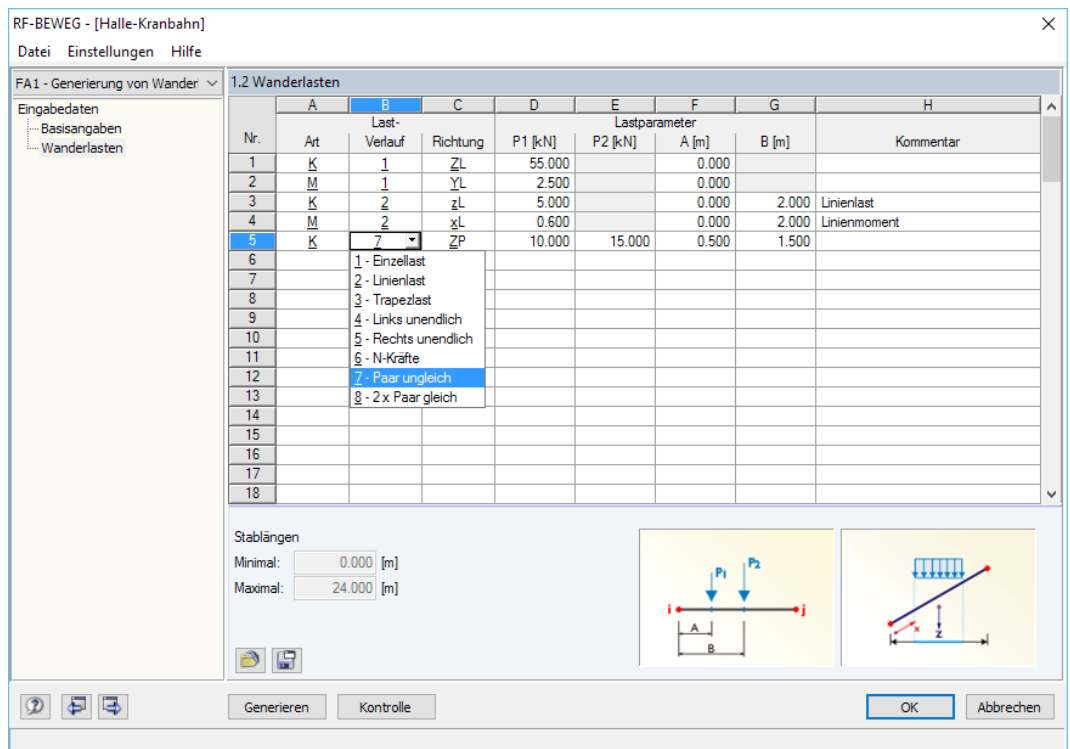 RF-BEWEG - [Halle-Kranbahn]
Datei Einstellungen Hilfe
FA1 - Generierung von Wander
Eingabedaten
Basisangaben
Wanderlasten
1.2 Wanderlasten
A B C D E F G H
Last- Lastparameter
Nr. Art Verlauf Richtung P1 [kN] P2 [kN] A [m] B [m] Kommentar
1 K 1 ZL 55.000 0.000
2 M 1 YL 2.500 0.000
3 K 2 zL 5.000 0.000 2.000 Linienlast
4 M 2 xL 0.600 0.000 2.000 Linienmoment
5 K 7 ZP 10.000 15.000 0.500 1.500
6 1 - Einzellast
7 2 - Linienlast
8 3 - Trapezlast
9 4 - Links unendlich
10 5 - Rechts unendlich
11 6 - N-Kräfte
12 7 - Paar ungleich
13 8 - 2 x Paar gleich
14
15
16
17
18
Stablängen
Minimal: 0.000 [m]
Maximal: 24.000 [m]
P1 P2
i j
A
B
x z
Generieren Kontrolle OK Abbrechen